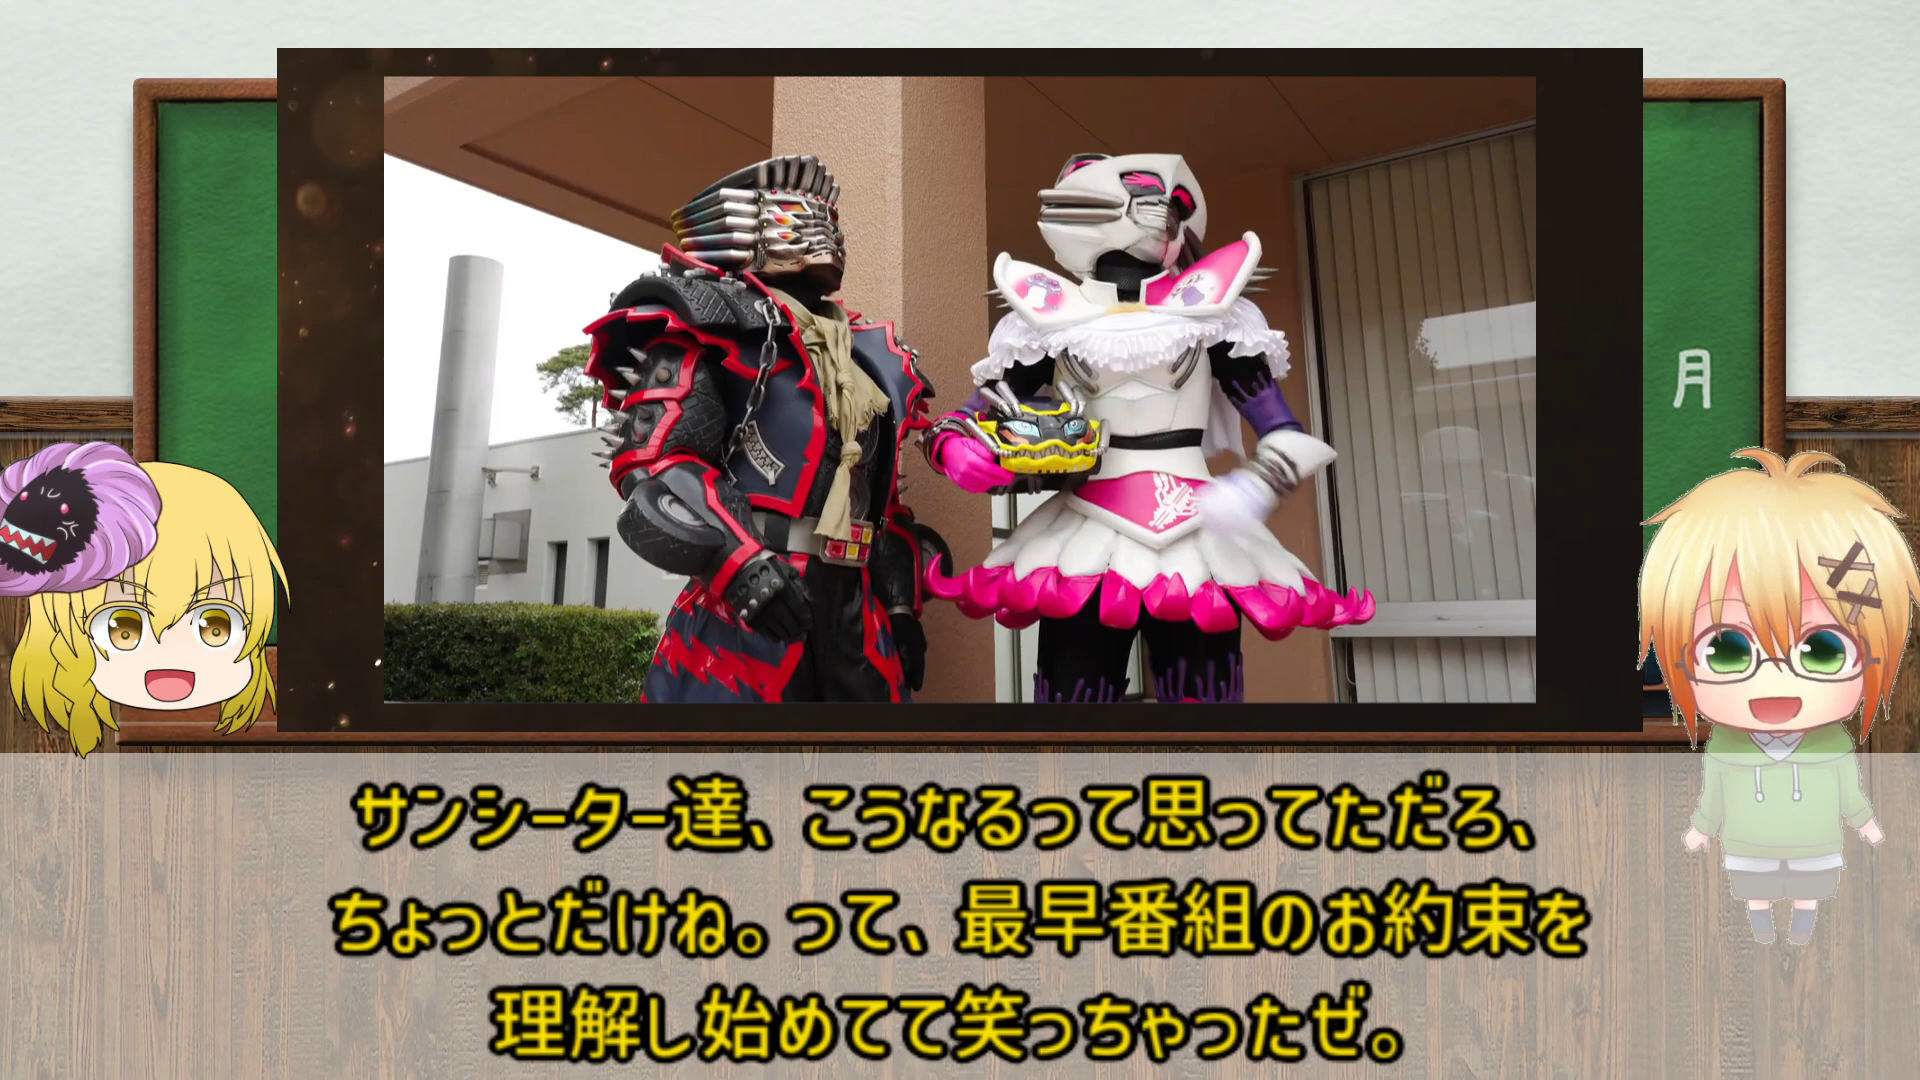 月
サンシーター達、こうなるって思ってただろ、
ちょっとだけね。って、最早番組のお約束を
理解し始めてて笑っちゃったぜ。